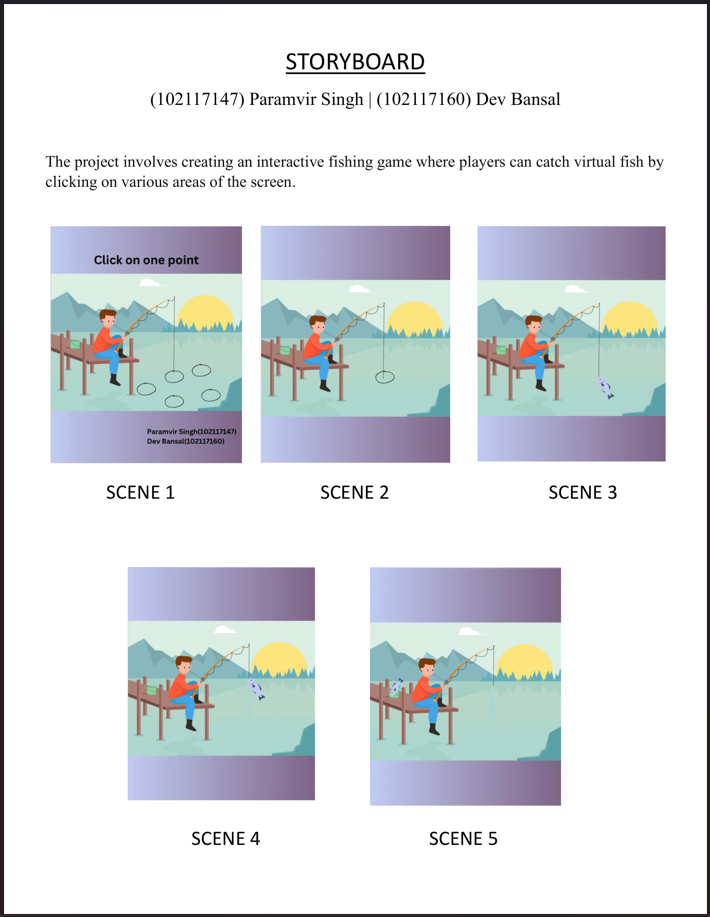 STORYBOARD
(102117147) Paramvir Singh | (102117160) Dev Bansal
The project involves creating an interactive fishing game where players can catch virtual fish by
clicking on various areas of the screen.
Click on one point
Paramvir Singh(102117147)
Dev Bansal(102117160)
SCENE 1
SCENE 2
SCENE 3
SCENE 4
SCENE 5